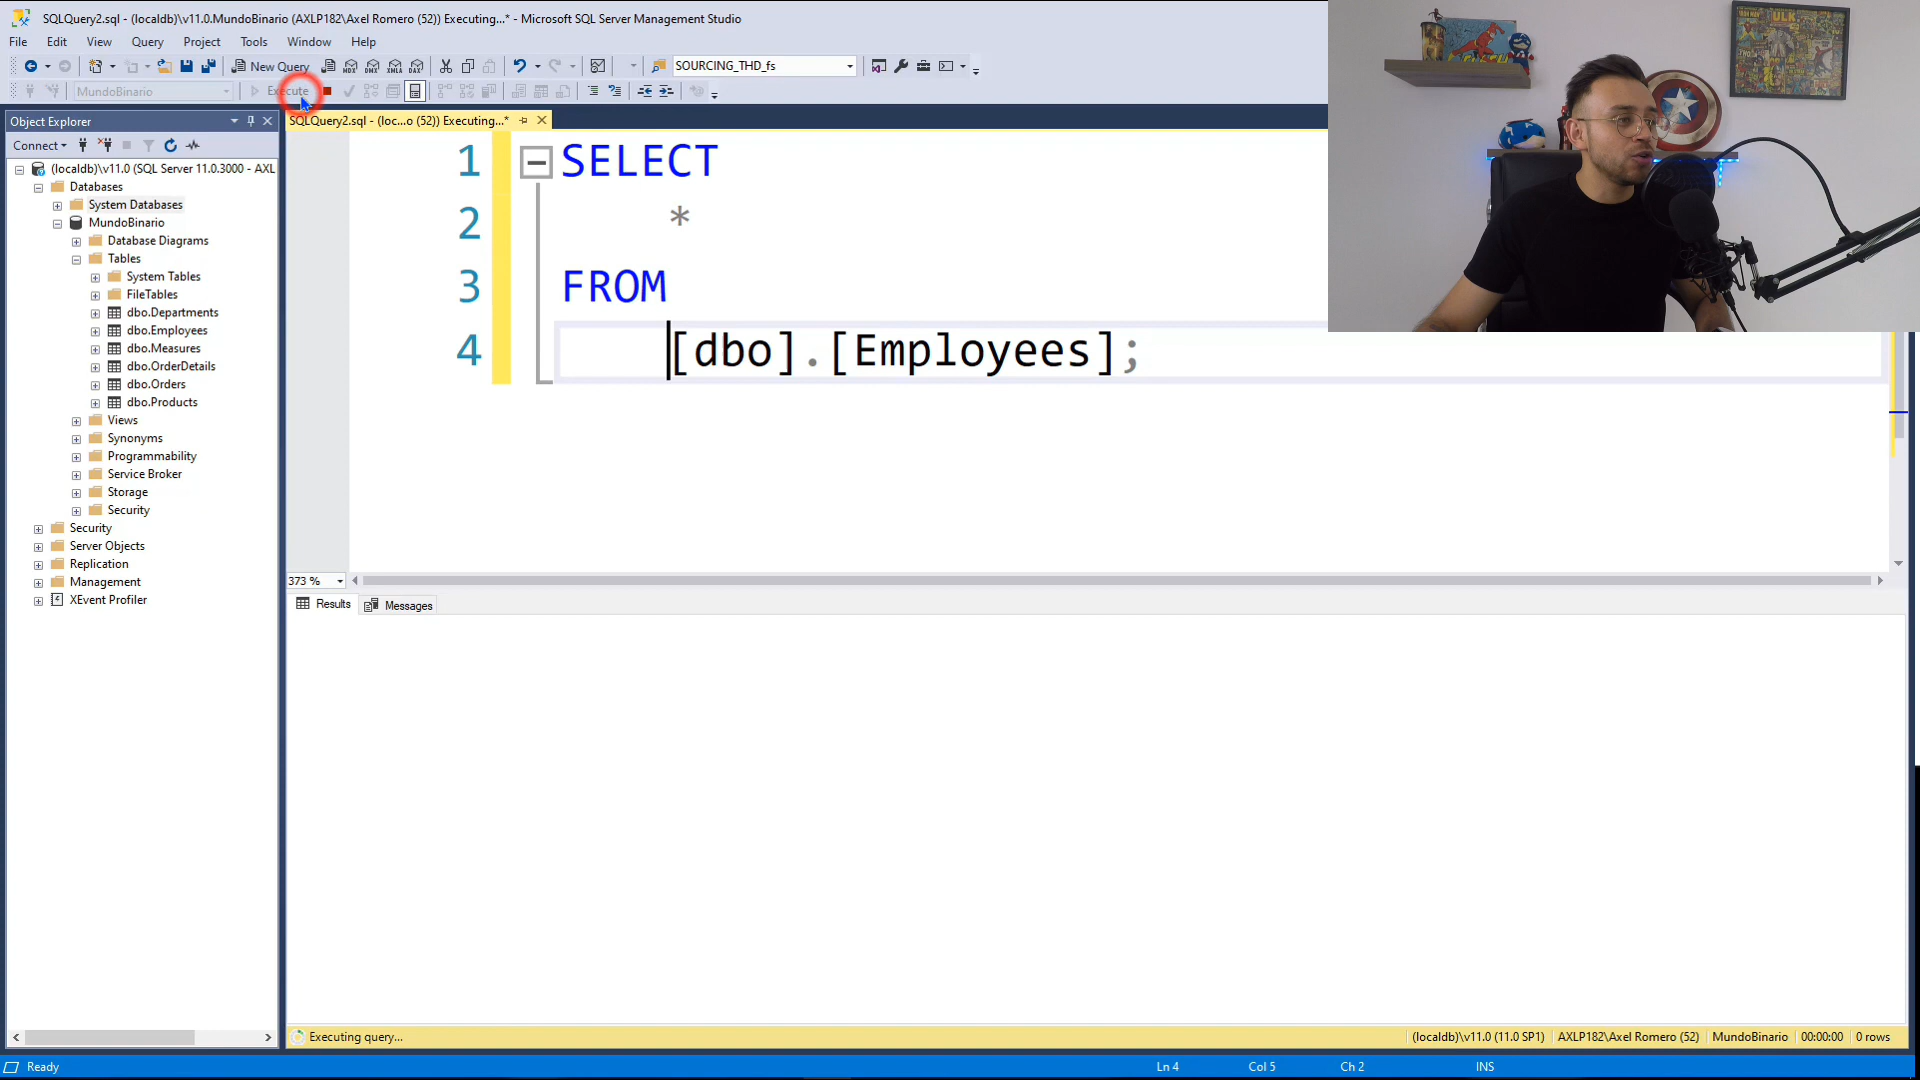 SQLQuery2.sql - (localdb)\v11.0.MundoBinario (AXLP182\Axel Romero (52)) Executing...* - Microsoft SQL Server Management Studio
File Edit View Query Project Tools Window Help
New Query MDX DMX XMLA DAX SOURCING_THD_fs
MundoBinario Execute
Object Explorer
SQLQuery2.sql - (loc...o (52)) Executing...*
Connect
(localdb)\v11.0 (SQL Server 11.0.3000 - AXL
Databases
System Databases
MundoBinario
Database Diagrams
Tables
System Tables
FileTables
dbo.Departments
dbo.Employees
dbo.Measures
dbo.OrderDetails
dbo.Orders
dbo.Products
Views
Synonyms
Programmability
Service Broker
Storage
Security
Security
Server Objects
Replication
Management
XEvent Profiler
1 SELECT
2 *
3 FROM
4 [dbo].[Employees];
373 %
Results Messages
Executing query... (localdb)\v11.0 (11.0 SP1) AXLP182\Axel Romero (52) MundoBinario 00:00:00 0 rows
Ready Ln 4 Col 5 Ch 2 INS